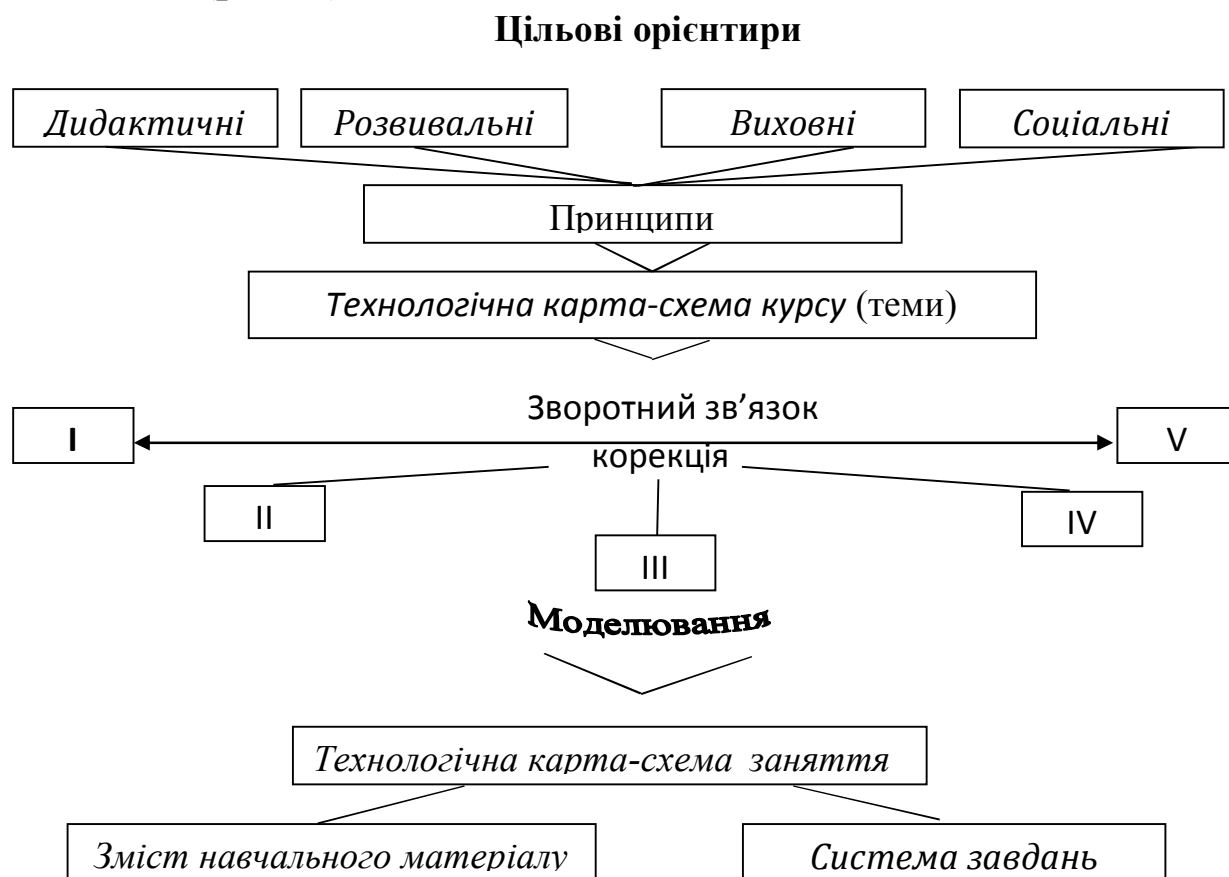 Цільові орієнтири
Дидактичні Розвивальні Виховні Соціальні
Принципи
Технологічна карта-схема курсу (теми)
Зворотний зв’язок
I V
корекція
II IV
III
Моделювання
Технологічна карта-схема заняття
Зміст навчального матеріалу Система завдань